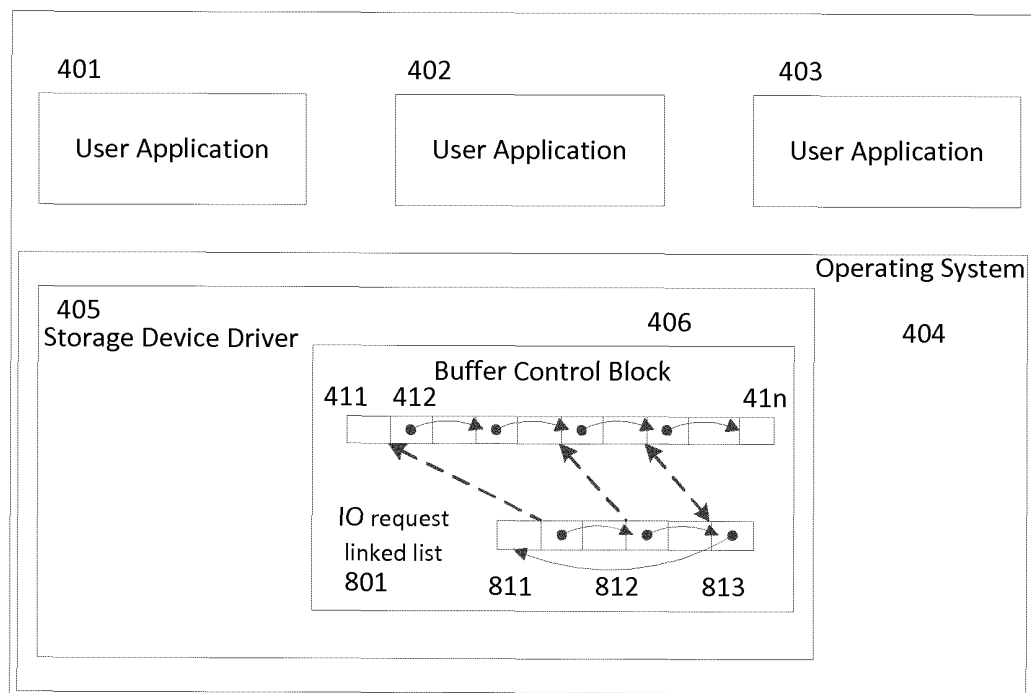 401
402
403
User Application
User Application
User Application
Operating System
405
406
Storage Device Driver
404
Buffer Control Block
411
412
41n
IO request
linked list
801
811
812
813